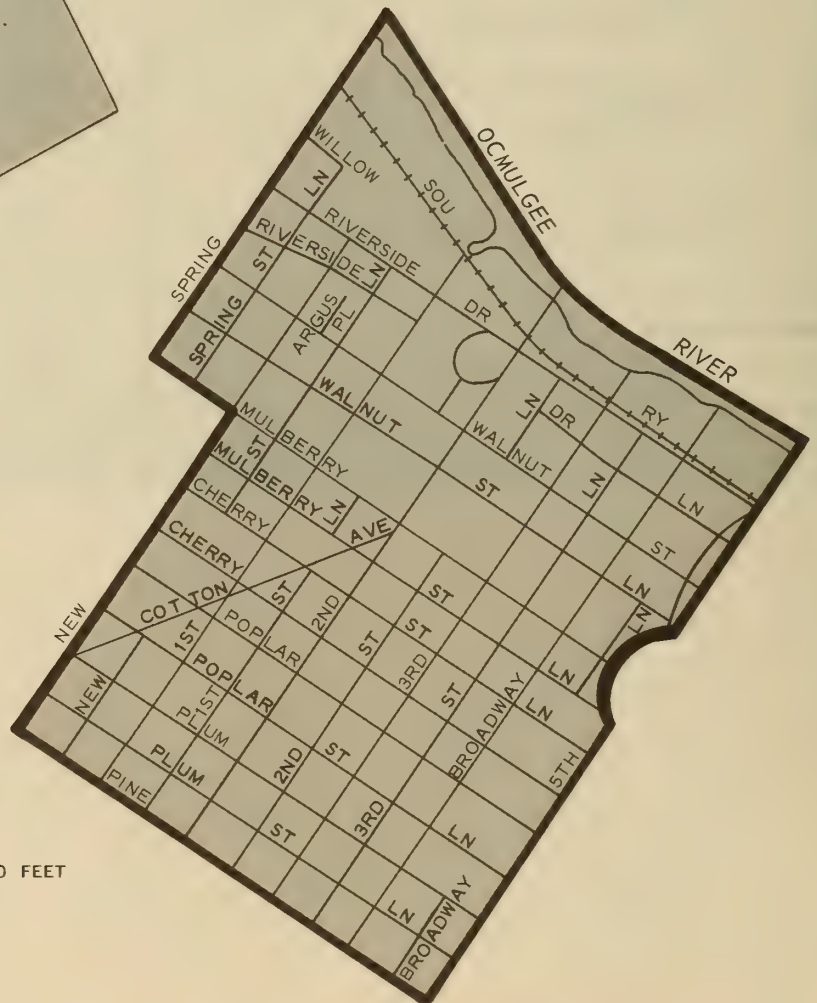 OCMULGEE
RIVER
SOU
RY
WILLOW
LN
RIVERSIDE
DR
RIVERSIDE
LN
SPRING
SPRING
ST
ARGUS
PL
WALNUT
ST
WALNUT
LN
DR
LN
LN
ST
LN
LN
MULBERRY
ST
MULBERRY
LN
CHERRY
CHERRY
COTTON
AVE
ST
ST
LN
LN
NEW
NEW
1ST
ST
POPLAR
POPLAR
ST
LN
2ND
ST
3RD
ST
BROADWAY
5TH
1ST
PLUM
PLUM
ST
LN
2ND
3RD
BROADWAY
PINE
0 FEET